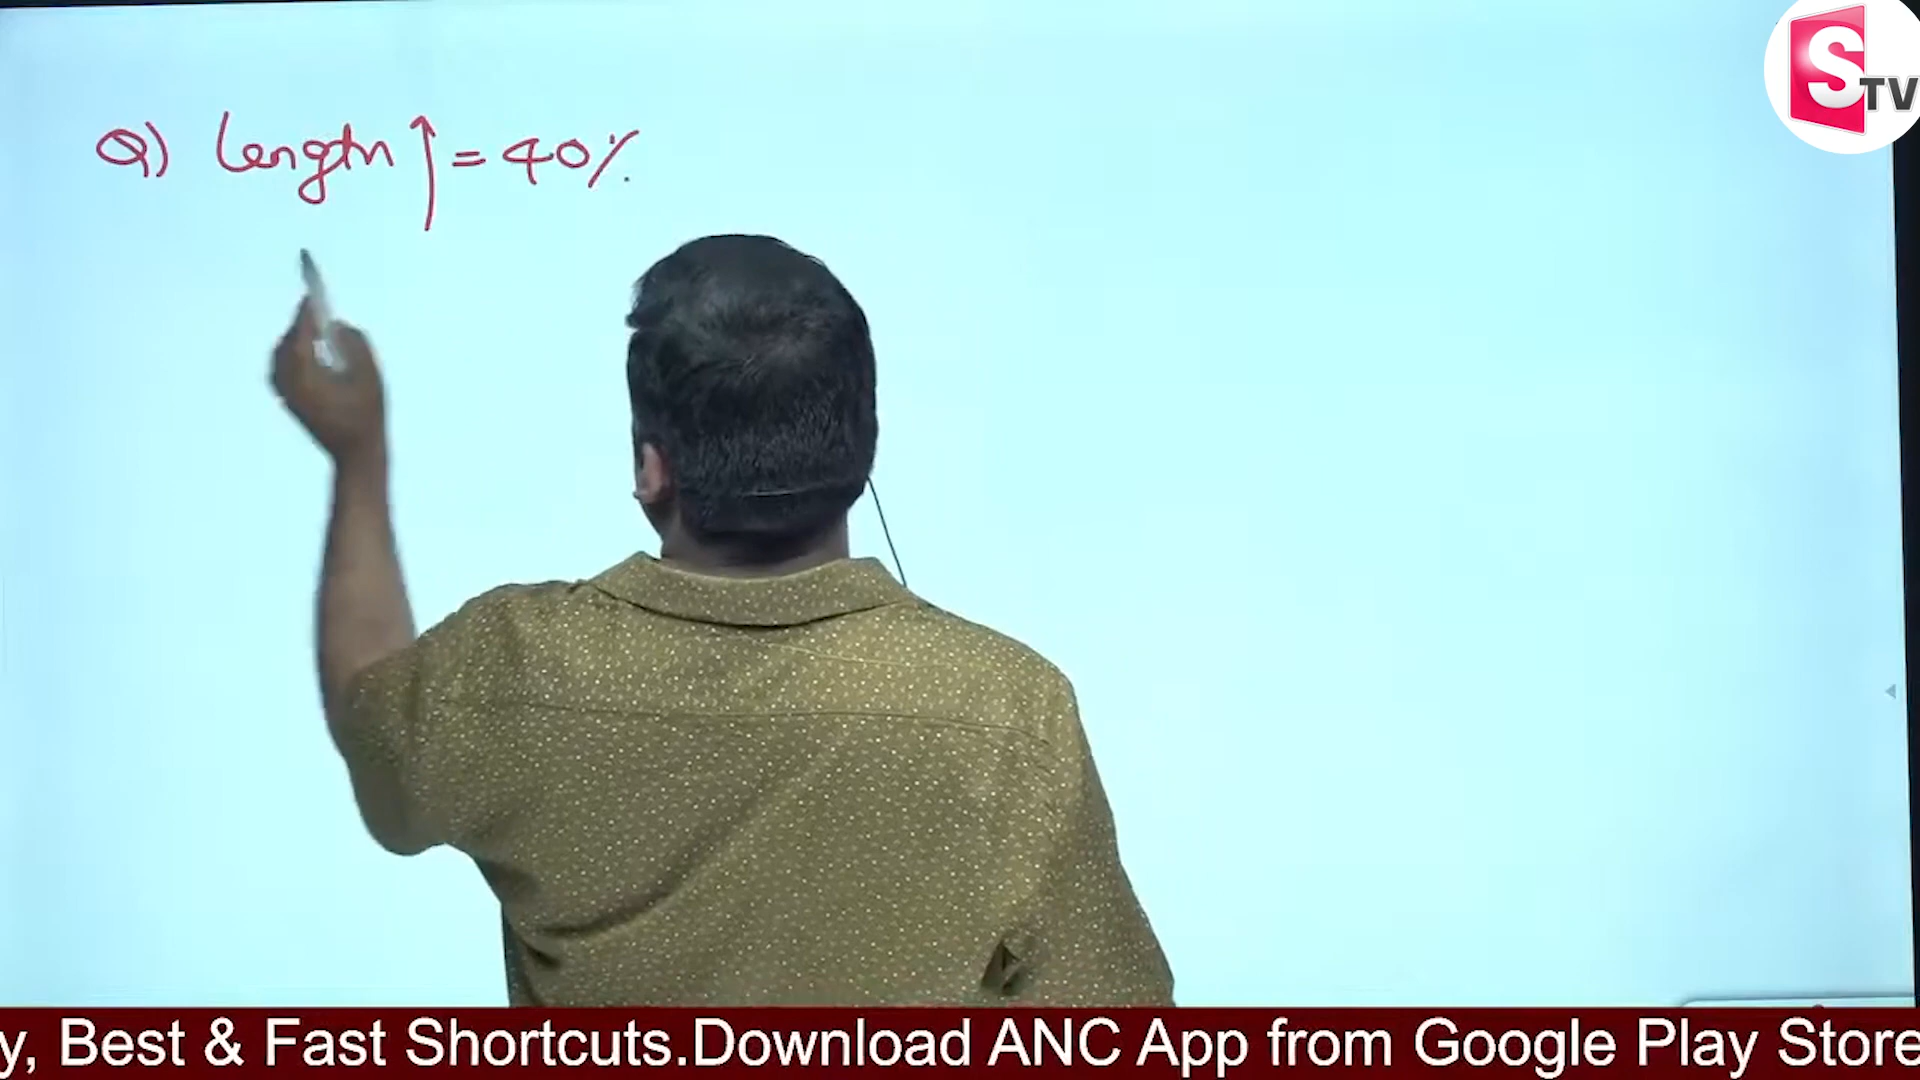 STV
Q) Length ↑ = 40%
y, Best & Fast Shortcuts.Download ANC App from Google Play Store